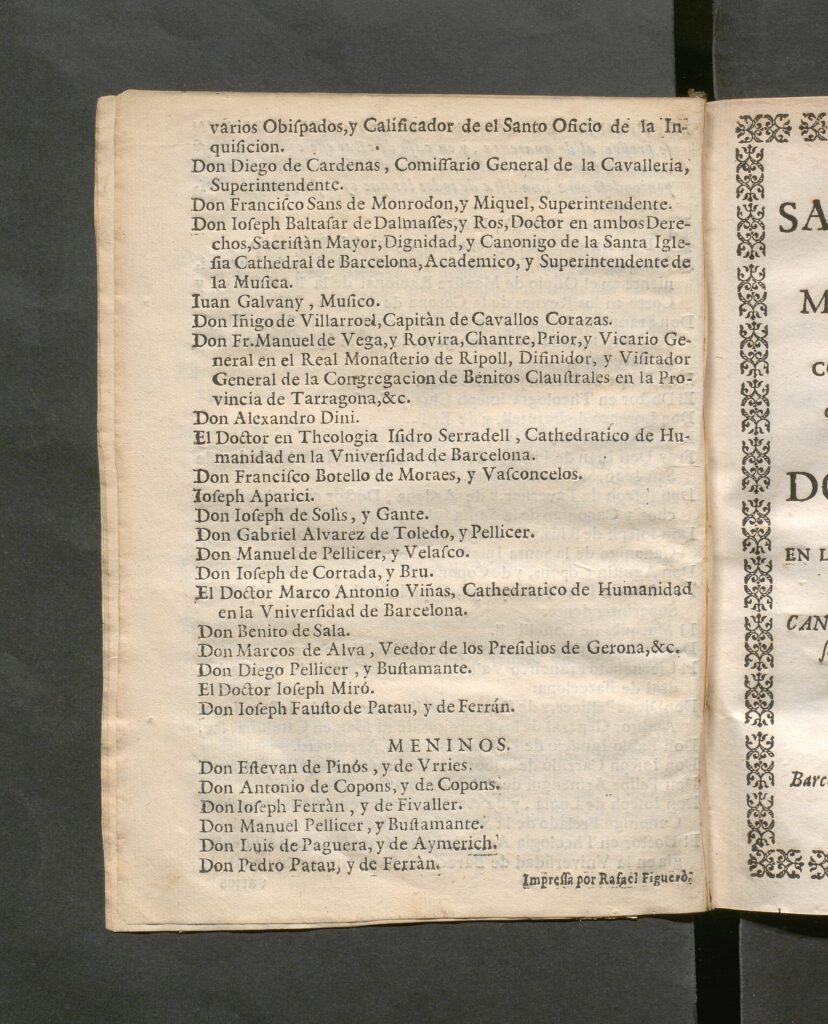 varios Obiſpados,y Calificador de el Santo Oficio de la In-
quiſicion.
Don Diego de Cardenas , Comiſſario General de la Cavalleria,
Superintendente.
Don Franciſco Sans de Monrodon,y Miquel, Superintendente.
Don Ioſeph Baltaſar de Dalmaſſes,y Ros, Doctor en ambos Dere-
chos,Sacriſtàn Mayor,Dignidad, y Canonigo de la Santa Igle-
ſia Cathedral de Barcelona, Academico, y Superintendente de
la Muſica.
Iuan Galvany , Muſico.
Don Iñigo de Villarroel,Capitàn de Cavallos Corazas.
Don Fr.Manuel de Vega,y Rovira,Chantre,Prior,y Vicario Ge-
neral en el Real Monaſterio de Ripoll, Difinidor, y Viſitador
General de la Congregacion de Benitos Clauſtrales en la Pro-
vincia de Tarragona,&c.
Don Alexandro Dini.
El Doctor en Theologia Iſidro Serradell , Cathedratico de Hu-
manidad en la Vniverſidad de Barcelona.
Don Franciſco Botello de Moraes, y Vaſconcelos.
Ioſeph Aparici.
Don Ioſeph de Solìs, y Gante.
Don Gabriel Alvarez de Toledo, y Pellicer.
Don Manuel de Pellicer, y Velaſco.
Don Ioſeph de Cortada, y Bru.
El Doctor Marco Antonio Viñas, Cathedratico de Humanidad
en la Vniverſidad de Barcelona.
Don Benito de Sala.
Don Marcos de Alva , Veedor de los Preſidios de Gerona,&c.
Don Diego Pellicer , y Buſtamante.
El Doctor Ioſeph Miró.
Don Ioſeph Fauſto de Patau, y de Ferrán.
MENINOS.
Don Eſtevan de Pinós , y de Vrries.
Don Antonio de Copons, y de Copons.
Don Ioſeph Ferràn , y de Fivaller.
Don Manuel Pellicer, y Buſtamante.
Don Luis de Paguera, y de Aymerich.
Don Pedro Patau, y de Ferràn.
Impreſſa por Rafael Figuerò.
SA
M
DO
EN L
CAN
Barc